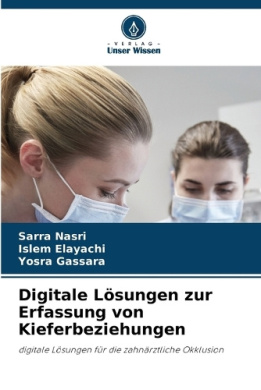 - VERLAG -
Unser Wissen
Sarra Nasri
Islem Elayachi
Yosra Gassara
Digitale Lösungen zur
Erfassung von
Kieferbeziehungen
digitale Lösungen für die zahnärztliche Okklusion